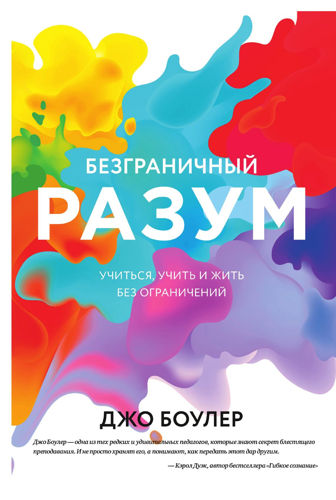 БЕЗГРАНИЧНЫЙ
РАЗУМ
УЧИТЬСЯ, УЧИТЬ И ЖИТЬ
БЕЗ ОГРАНИЧЕНИЙ
ДЖО БОУЛЕР
Джо Боулер — одна из тех редких и удивительных педагогов, которые знают секрет блестящего
преподавания. И не просто хранят его, а понимают, как передать этот дар другим.
— Кэрол Дуэк, автор бестселлера «Гибкое сознание»